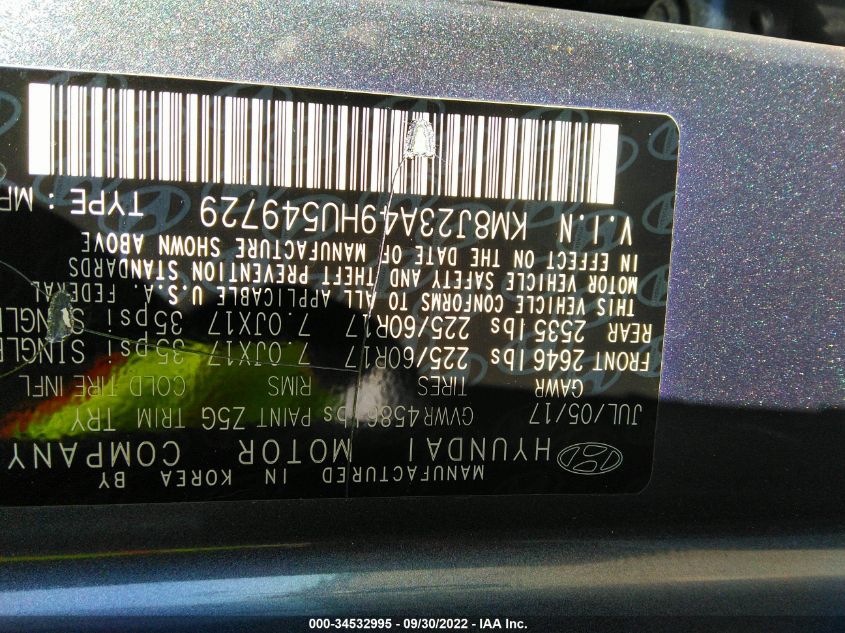 MANUFACTURED IN KOREA BY
HYUNDAI MOTOR COMPANY
JUL/05/17 GVWR 4586 lbs PAINT Z5G TRIM TRY
GAWR TIRES RIMS COLD TIRE INFL
FRONT 2646 lbs 225/60R17 7.0JX17 35psi SINGLE
REAR 2535 lbs 225/60R17 7.0JX17 35psi
THIS VEHICLE CONFORMS TO ALL APPLICABLE U.S.A. FEDERAL
MOTOR VEHICLE SAFETY AND THEFT PREVENTION STANDARDS
IN EFFECT ON THE DATE OF MANUFACTURE SHOWN ABOVE
V.I.N KM8J23A49HU549729 TYPE : MP
000-34532995 - 09/30/2022 - IAA Inc.